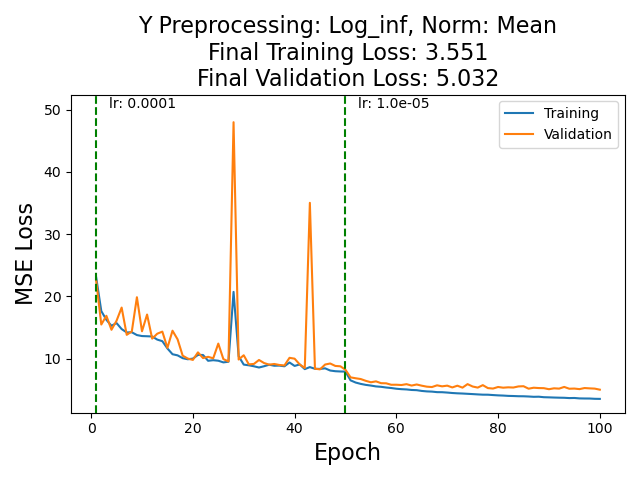 Y Preprocessing: Log_inf, Norm: Mean
Final Training Loss: 3.551
Final Validation Loss: 5.032
lr: 0.0001
lr: 1.0e-05
Training
Validation
MSE Loss
50
40
30
20
10
0
20
40
60
80
100
Epoch